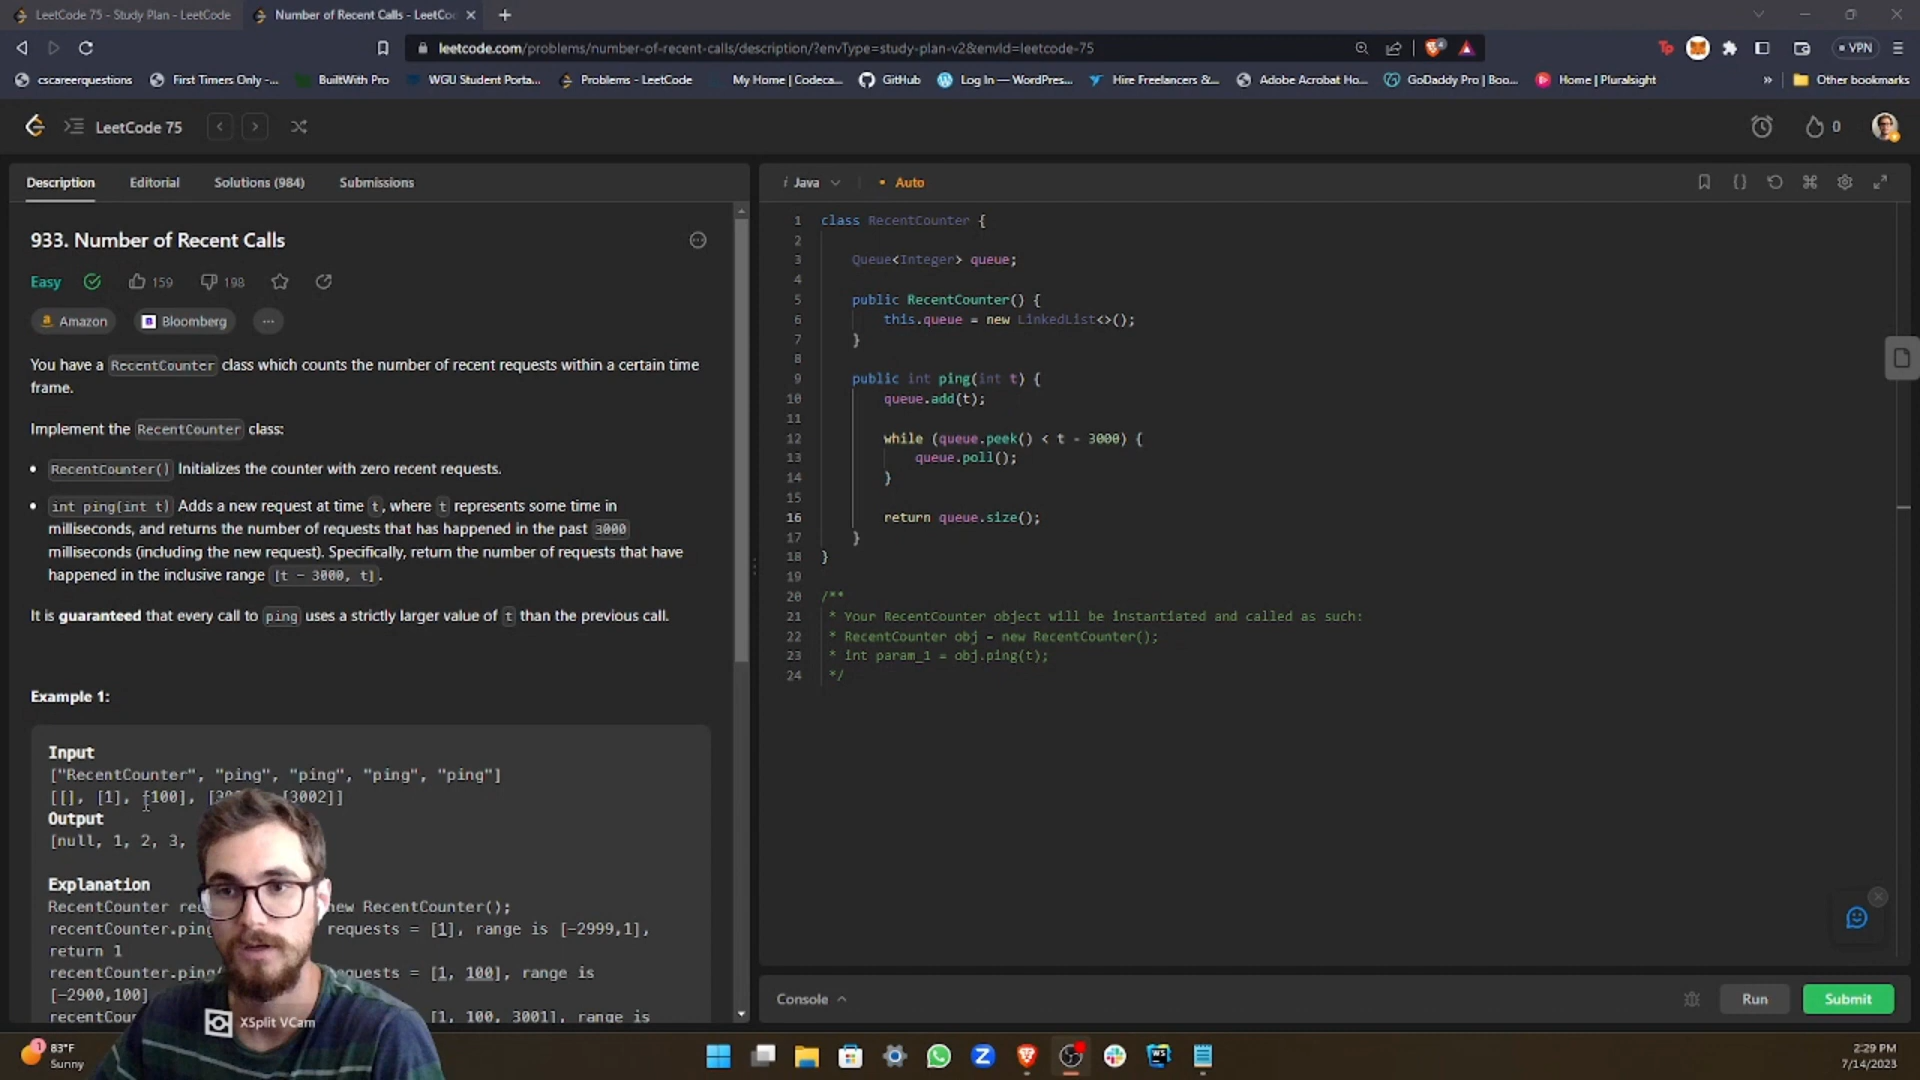 LeetCode 75 - Study Plan - LeetCode
Number of Recent Calls - LeetCo
leetcode.com/problems/number-of-recent-calls/description/?envType=study-plan-v2&envId=leetcode-75
VPN
cscareerquestions
First Timers Only -...
BuiltWith Pro
WGU Student Porta...
Problems - LeetCode
My Home | Codeca...
GitHub
Log In — WordPres...
Hire Freelancers &...
Adobe Acrobat Ho...
GoDaddy Pro | Boo...
Home | Pluralsight
»
Other bookmarks
LeetCode 75
0
Description
Editorial
Solutions (984)
Submissions
933. Number of Recent Calls
Easy
159
198
Amazon
Bloomberg
...
You have a RecentCounter class which counts the number of recent requests within a certain time
frame.
Implement the RecentCounter class:
• RecentCounter() Initializes the counter with zero recent requests.
• int ping(int t) Adds a new request at time t, where t represents some time in
milliseconds, and returns the number of requests that has happened in the past 3000
milliseconds (including the new request). Specifically, return the number of requests that have
happened in the inclusive range [t - 3000, t].
It is guaranteed that every call to ping uses a strictly larger value of t than the previous call.
Example 1:
Input
["RecentCounter", "ping", "ping", "ping", "ping"]
[[], [1], [100], [3002]]
Output
[null, 1, 2, 3,
Explanation
RecentCounter new RecentCounter();
recentCounter.ping requests = [1], range is [-2999,1],
return 1
recentCounter.ping [1, 100], range is
[-2900,100]
[1, 100, 3001], range is
XSplit VCam
i Java
• Auto
1 class RecentCounter {
2
3 Queue<Integer> queue;
4
5 public RecentCounter() {
6 this.queue = new LinkedList<>();
7 }
8
9 public int ping(int t) {
10 queue.add(t);
11
12 while (queue.peek() < t - 3000) {
13 queue.poll();
14 }
15
16 return queue.size();
17 }
18 }
19
20 /**
21 * Your RecentCounter object will be instantiated and called as such:
22 * RecentCounter obj = new RecentCounter();
23 * int param_1 = obj.ping(t);
24 */
Console
Run
Submit
1
83°F
Sunny
2:29 PM
7/14/2023